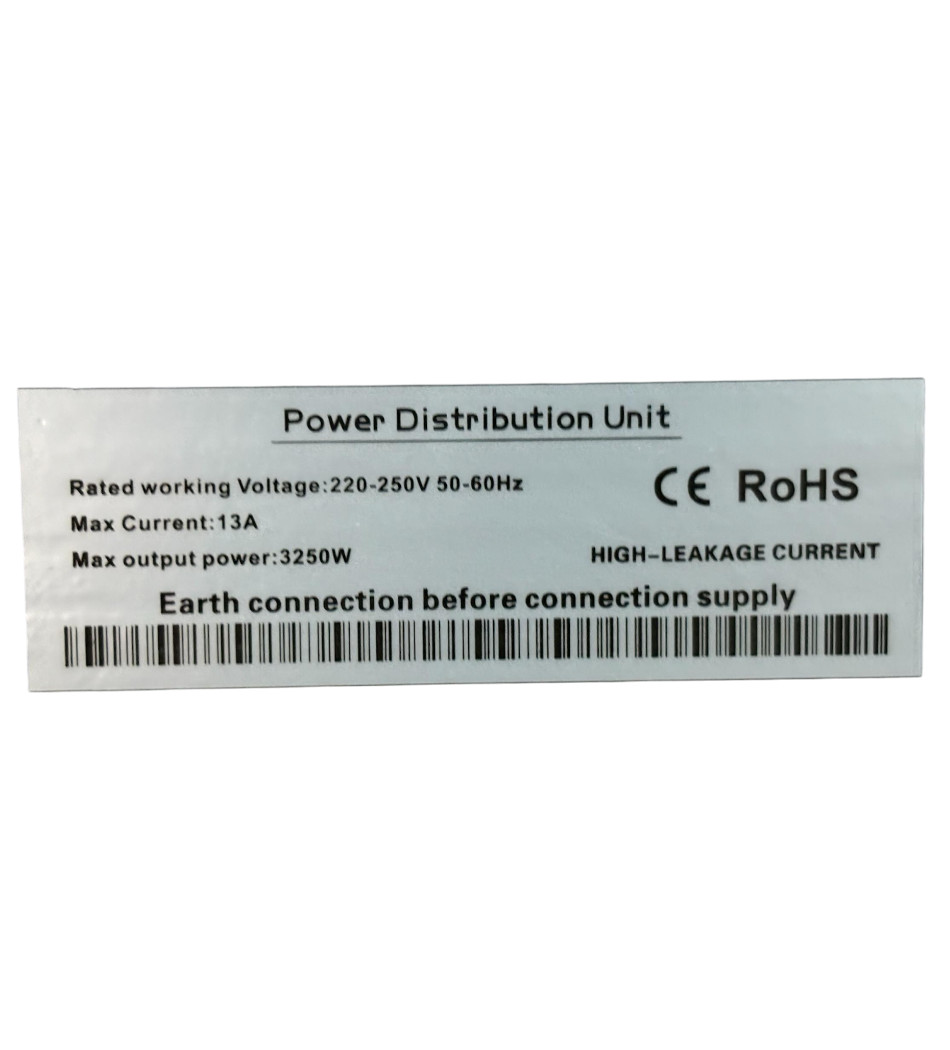 Power Distribution Unit
Rated working Voltage:220-250V 50-60Hz
CE RoHS
Max Current:13A
Max output power:3250W
HIGH-LEAKAGE CURRENT
Earth connection before connection supply